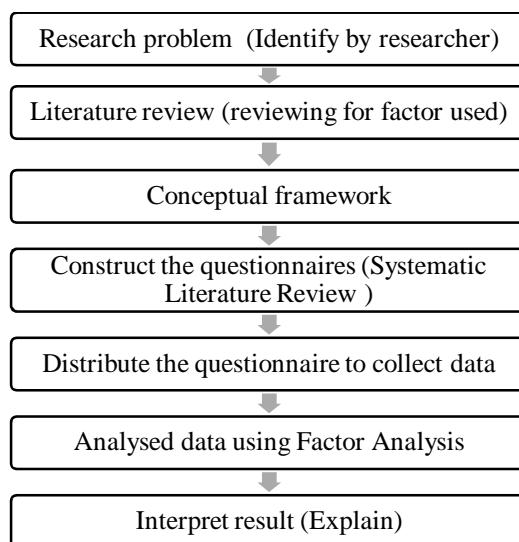 Research problem (Identify by researcher)
Literature review (reviewing for factor used)
Conceptual framework
Construct the questionnaires (Systematic
Literature Review )
Distribute the questionnaire to collect data
Analysed data using Factor Analysis
Interpret result (Explain)